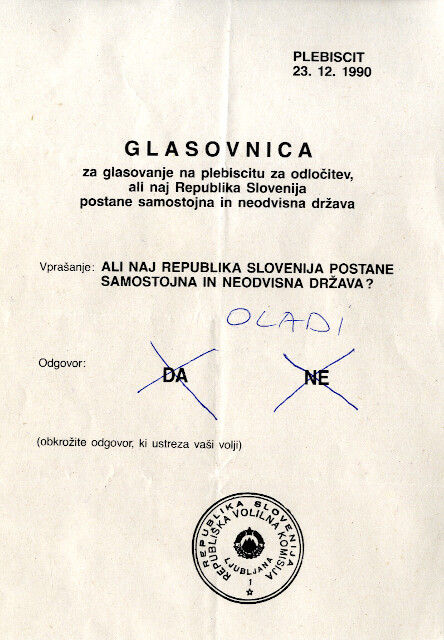 PLEBISCIT
23. 12. 1990
GLASOVNICA
za glasovanje na plebiscitu za odločitev,
ali naj Republika Slovenija
postane samostojna in neodvisna država
Vprašanje: ALI NAJ REPUBLIKA SLOVENIJA POSTANE
SAMOSTOJNA IN NEODVISNA DRŽAVA?
OLADI
Odgovor:
DA NE
(obkrožite odgovor, ki ustreza vaši volji)
REPUBLIKA SLOVENIJA
REPUBLIŠKA VOLILNA KOMISIJA
LJUBLJANA
1